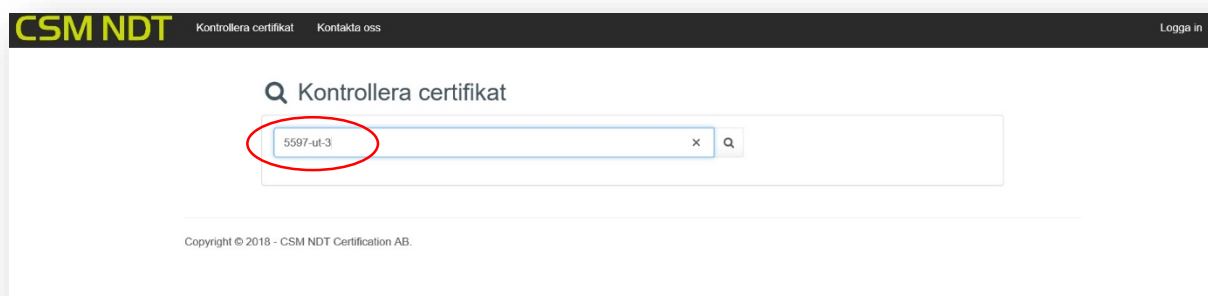 CSM NDT Kontrollera certifikat Kontakta oss Logga in
Kontrollera certifikat
5597-ut-3
Copyright © 2018 - CSM NDT Certification AB.